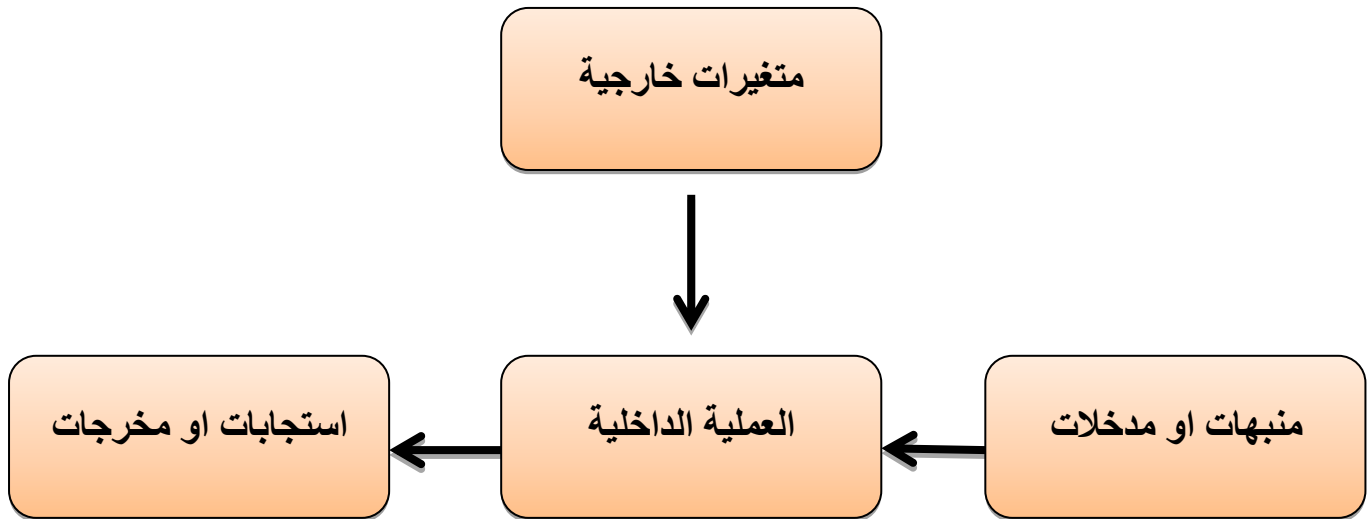 متغيرات خارجية
منبهات او مدخلات
العملية الداخلية
استجابات او مخرجات